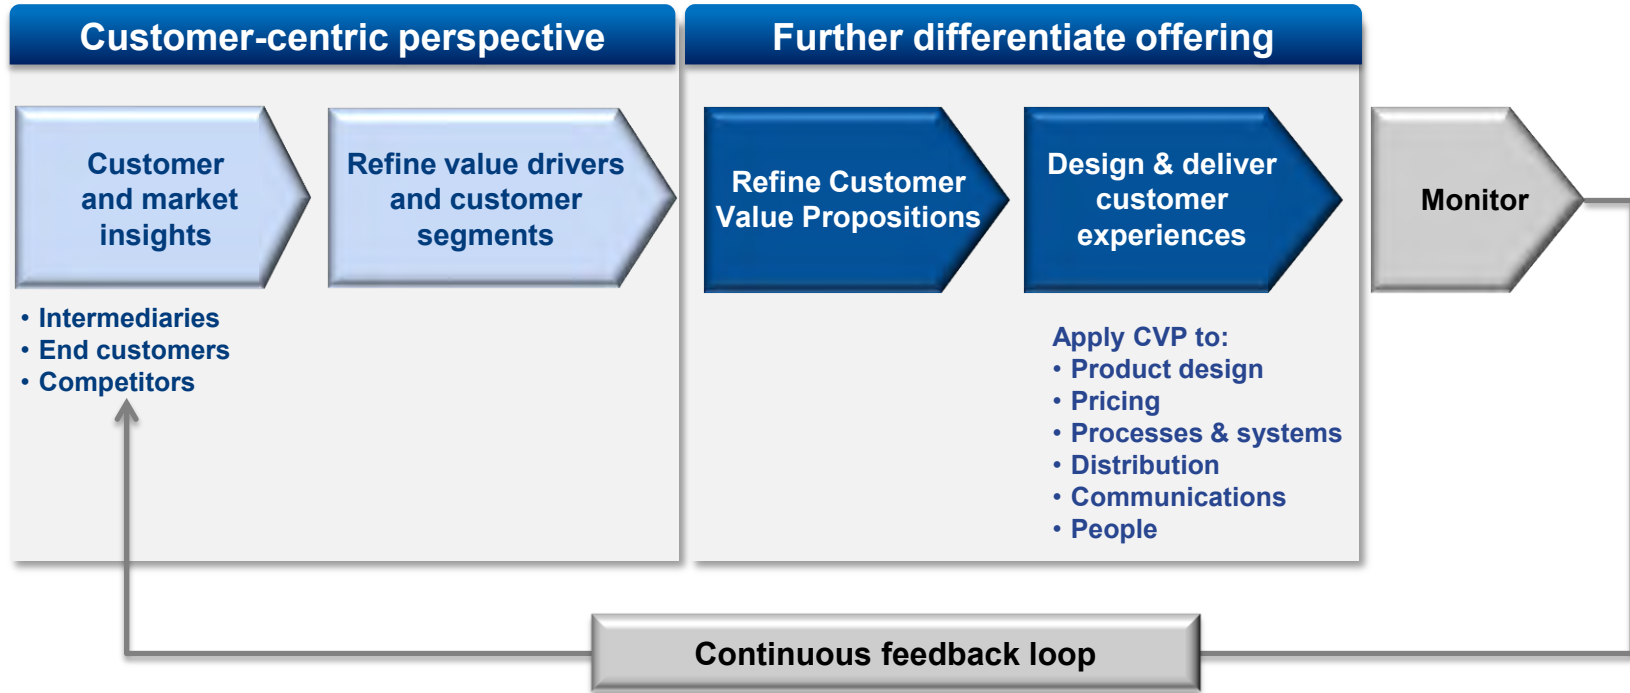 Customer-centric perspective
Further differentiate offering
Customer
and market
insights
Refine value drivers
and customer
segments
Refine Customer
Value Propositions
Design & deliver
customer
experiences
Monitor
• Intermediaries
• End customers
• Competitors
Apply CVP to:
• Product design
• Pricing
• Processes & systems
• Distribution
• Communications
• People
Continuous feedback loop